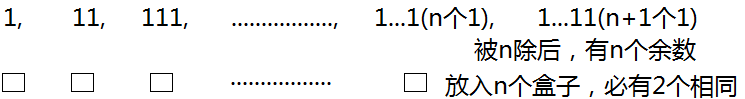 1, 11, 111, ................., 1...1(n个1), 1...11(n+1个1)
被n除后，有n个余数
................. 放入n个盒子，必有2个相同